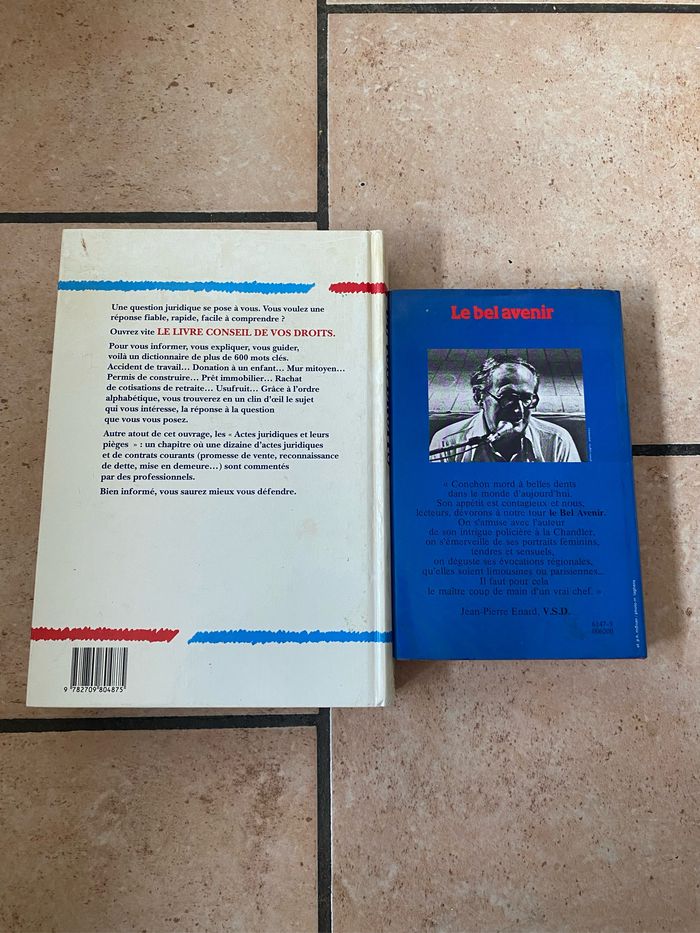 Une question juridique se pose à vous. Vous voulez une
réponse fiable, rapide, facile à comprendre ?
Ouvrez vite LE LIVRE CONSEIL DE VOS DROITS.
Pour vous informer, vous expliquer, vous guider,
voilà un dictionnaire de plus de 600 mots clés.
Accident de travail... Donation à un enfant... Mur mitoyen...
Permis de construire... Prêt immobilier... Rachat
de cotisations de retraite... Usufruit... Grâce à l'ordre
alphabétique, vous trouverez en un clin d'œil le sujet
qui vous intéresse, la réponse à la question
que vous vous posez.
Autre atout de cet ouvrage, les « Actes juridiques et leurs
pièges » : un chapitre où une dizaine d'actes juridiques
et de contrats courants (promesse de vente, reconnaissance
de dette, mise en demeure...) sont commentés
par des professionnels.
Bien informé, vous saurez mieux vous défendre.
9 782709 804875
Le bel avenir
« Conchon mord à belles dents
dans le monde d'aujourd'hui.
Son appétit est contagieux et nous,
lecteurs, dévorons à notre tour le Bel Avenir.
On s'amuse avec l'auteur
de son intrigue policière à la Chandler,
on s'émerveille de ses portraits féminins,
tendres et sensuels,
on déguste ses évocations régionales,
qu'elles soient limousines ou parisiennes...
Il faut pour cela
le maître coup de main d'un vrai chef. »
Jean-Pierre Enard, V.S.D.
6147-3
006200